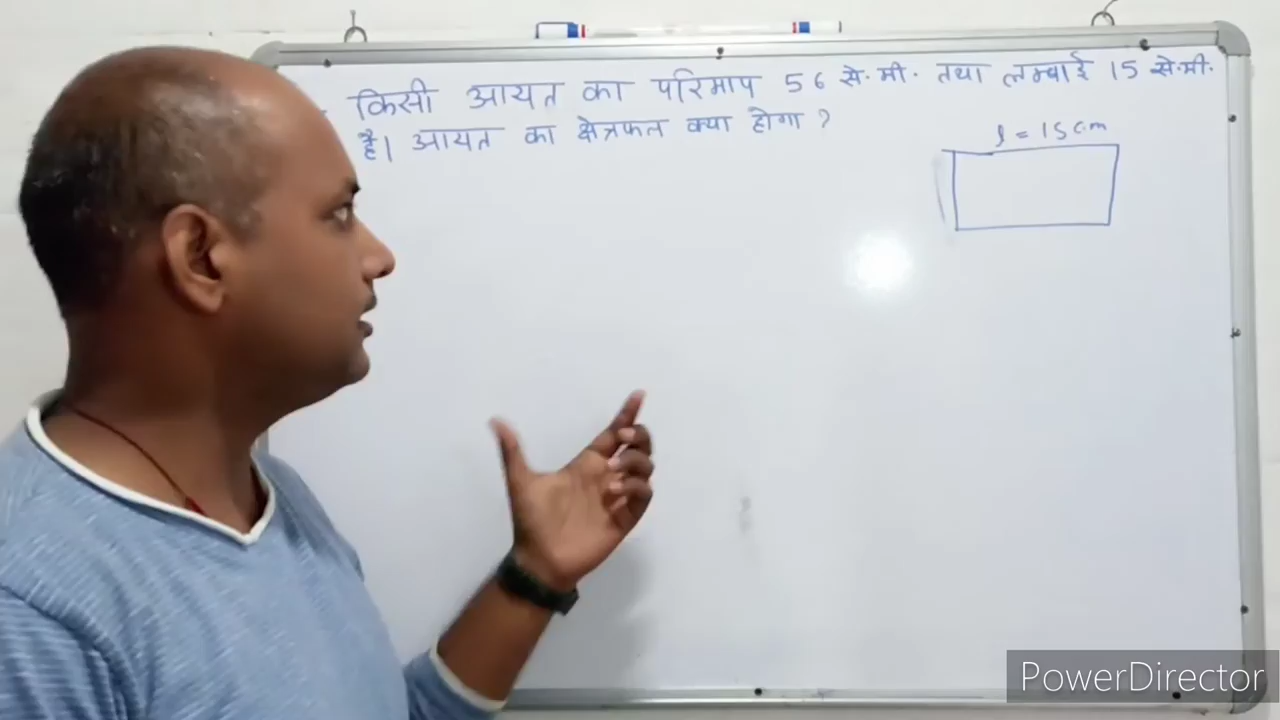 किसी आयत का परिमाप 56 से.मी. तथा लम्बाई 15 से.मी.
है। आयत का क्षेत्रफल क्या होगा ?
l = 15 cm
PowerDirector